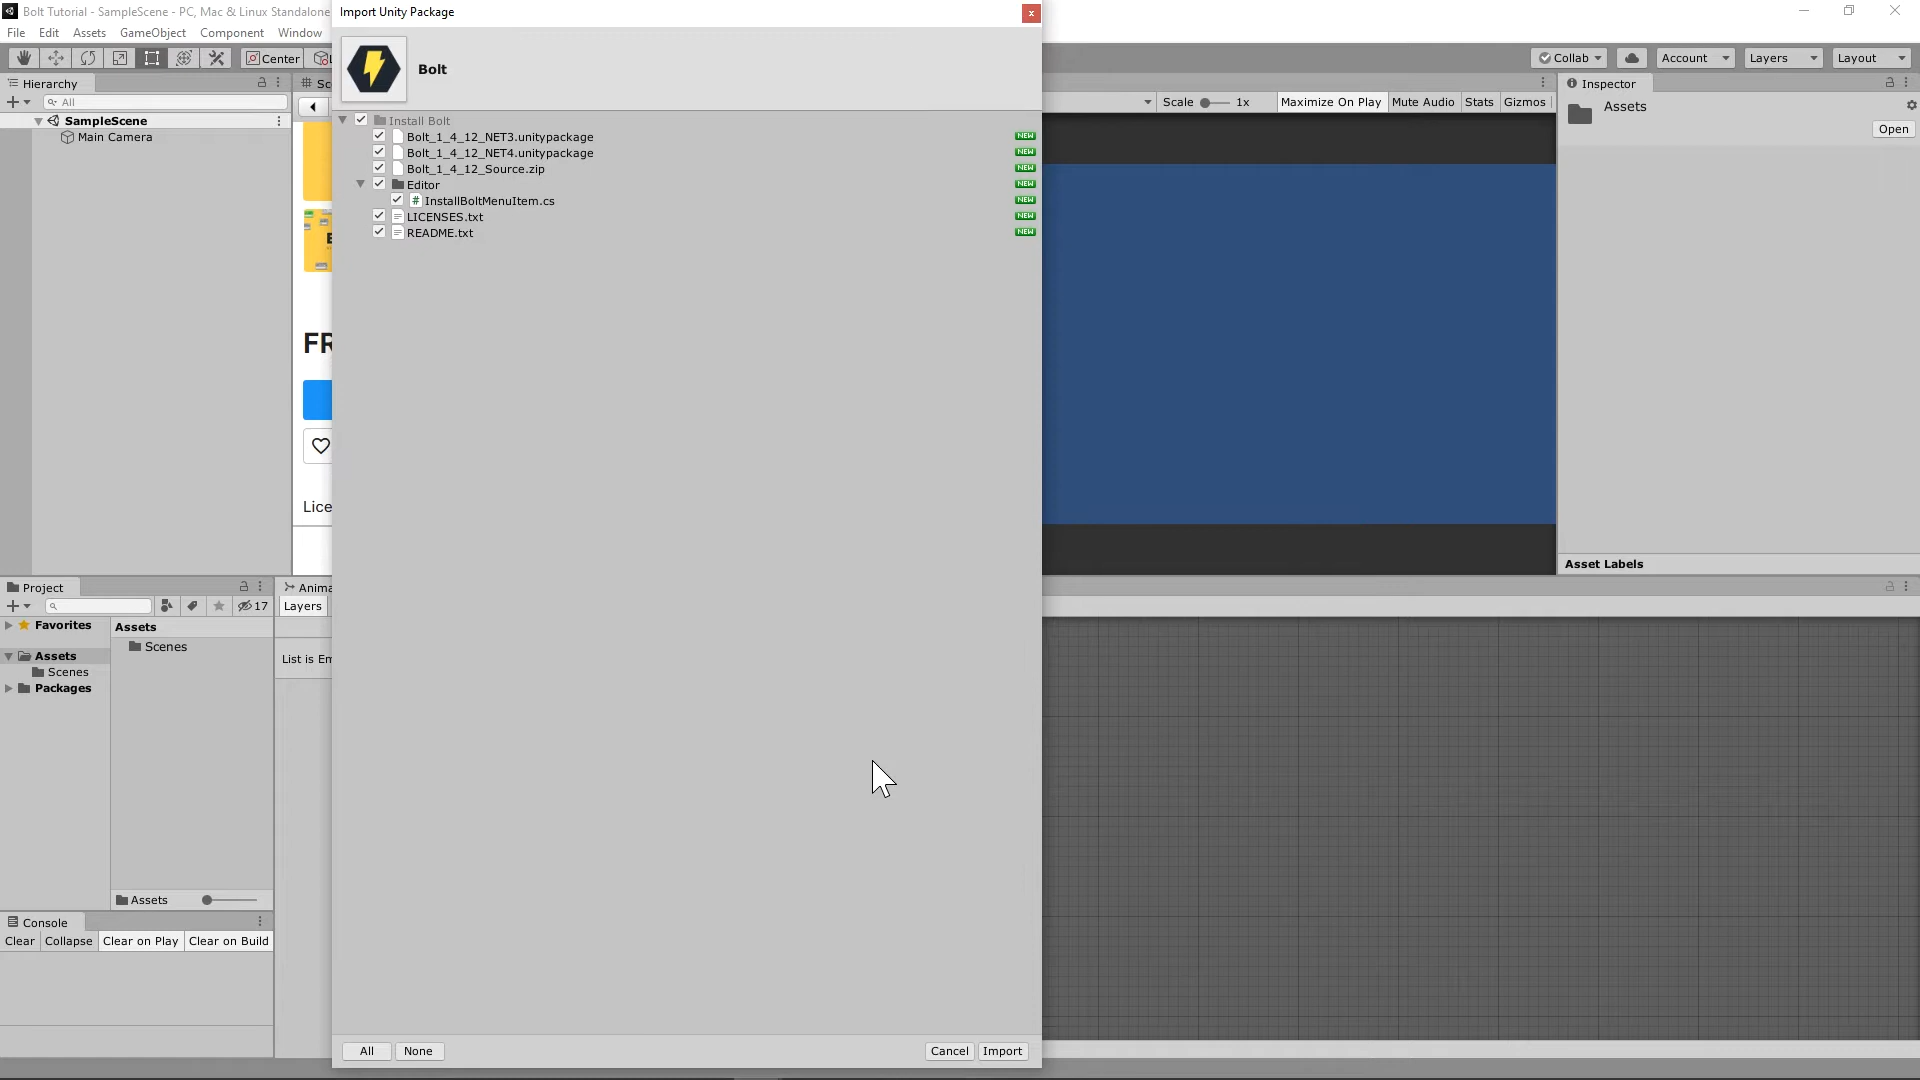 Bolt Tutorial - SampleScene - PC, Mac & Linux Standalone
Import Unity Package
File Edit Assets GameObject Component Window
Bolt
Center
Collab
Account
Layers
Layout
Hierarchy
Inspector
All
Scale 1x Maximize On Play Mute Audio Stats Gizmos
Assets
Open
SampleScene
Main Camera
Install Bolt
Bolt_1_4_12_NET3.unitypackage NEW
Bolt_1_4_12_NET4.unitypackage NEW
Bolt_1_4_12_Source.zip NEW
Editor NEW
# InstallBoltMenuItem.cs NEW
LICENSES.txt NEW
README.txt NEW
FR
Lice
Asset Labels
Project
Anima
17
Layers
Favorites
Assets
Scenes
Packages
Assets
Scenes
List is Em
Assets
Console
Clear Collapse Clear on Play Clear on Build
All None Cancel Import